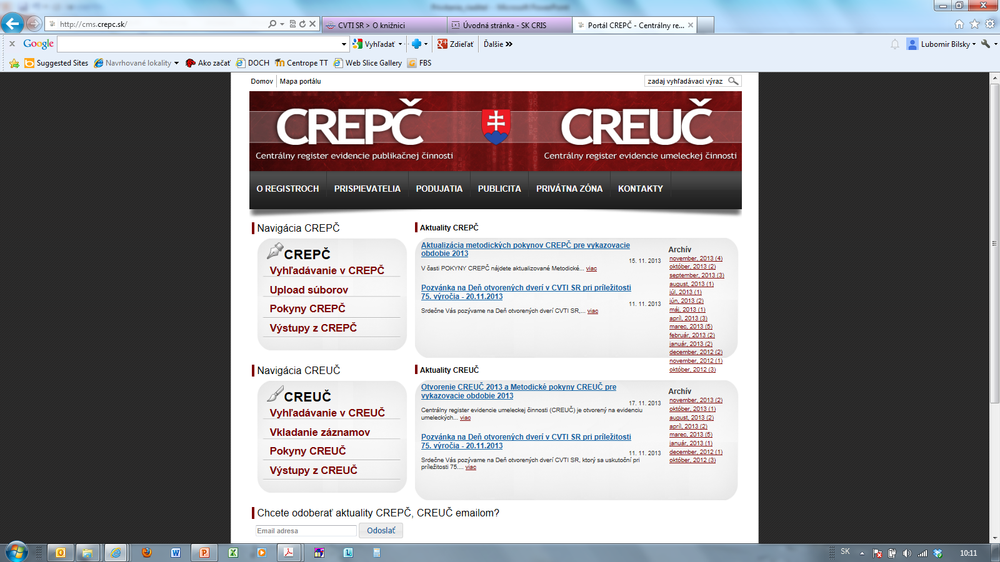 http://cms.crepc.sk/
CVTI SR > O knižnici
Úvodná stránka - SK CRIS
Portál CREPČ - Centrálny re...
Google
Vyhľadať
Zdieľať
Ďalšie »
Lubomir Bilsky
Suggested Sites
Navrhované lokality
Ako začať
DOCH
Centrope TT
Web Slice Gallery
FBS
Domov
Mapa portálu
zadaj vyhľadávaci výraz
CREPČ
Centrálny register evidencie publikačnej činnosti
CREUČ
Centrálny register evidencie umeleckej činnosti
O REGISTROCH
PRISPIEVATELIA
PODUJATIA
PUBLICITA
PRIVÁTNA ZÓNA
KONTAKTY
Navigácia CREPČ
CREPČ
Vyhľadávanie v CREPČ
Upload súborov
Pokyny CREPČ
Výstupy z CREPČ
Aktuality CREPČ
Aktualizácia metodických pokynov CREPČ pre vykazovacie
obdobie 2013
15. 11. 2013
V časti POKYNY CREPČ nájdete aktualizované Metodické... viac
Pozvánka na Deň otvorených dverí v CVTI SR pri príležitosti
75. výročia - 20.11.2013
11. 11. 2013
Srdečne Vás pozývame na Deň otvorených dverí CVTI SR,... viac
Archív
november, 2013 (4)
október, 2013 (2)
september, 2013 (3)
august, 2013 (1)
júl, 2013 (1)
jún, 2013 (2)
máj, 2013 (1)
apríl, 2013 (3)
marec, 2013 (5)
február, 2013 (2)
január, 2013 (2)
december, 2012 (2)
november, 2012 (1)
október, 2012 (3)
Navigácia CREUČ
CREUČ
Vyhľadávanie v CREUČ
Vkladanie záznamov
Pokyny CREUČ
Výstupy z CREUČ
Aktuality CREUČ
Otvorenie CREUČ 2013 a Metodické pokyny CREUČ pre
vykazovacie obdobie 2013
17. 11. 2013
Centrálny register evidencie umeleckej činnosti (CREUČ) je otvorený na evidenciu
umeleckých... viac
Pozvánka na Deň otvorených dverí v CVTI SR pri príležitosti
75. výročia - 20.11.2013
11. 11. 2013
Srdečne Vás pozývame na Deň otvorených dverí CVTI SR, ktorý sa uskutoční pri
príležitosti 75.... viac
Archív
november, 2013 (2)
október, 2013 (1)
august, 2013 (2)
apríl, 2013 (2)
marec, 2013 (5)
január, 2013 (1)
december, 2012 (1)
október, 2012 (3)
Chcete odoberať aktuality CREPČ, CREUČ emailom?
Email adresa
Odoslať
SK
10:11